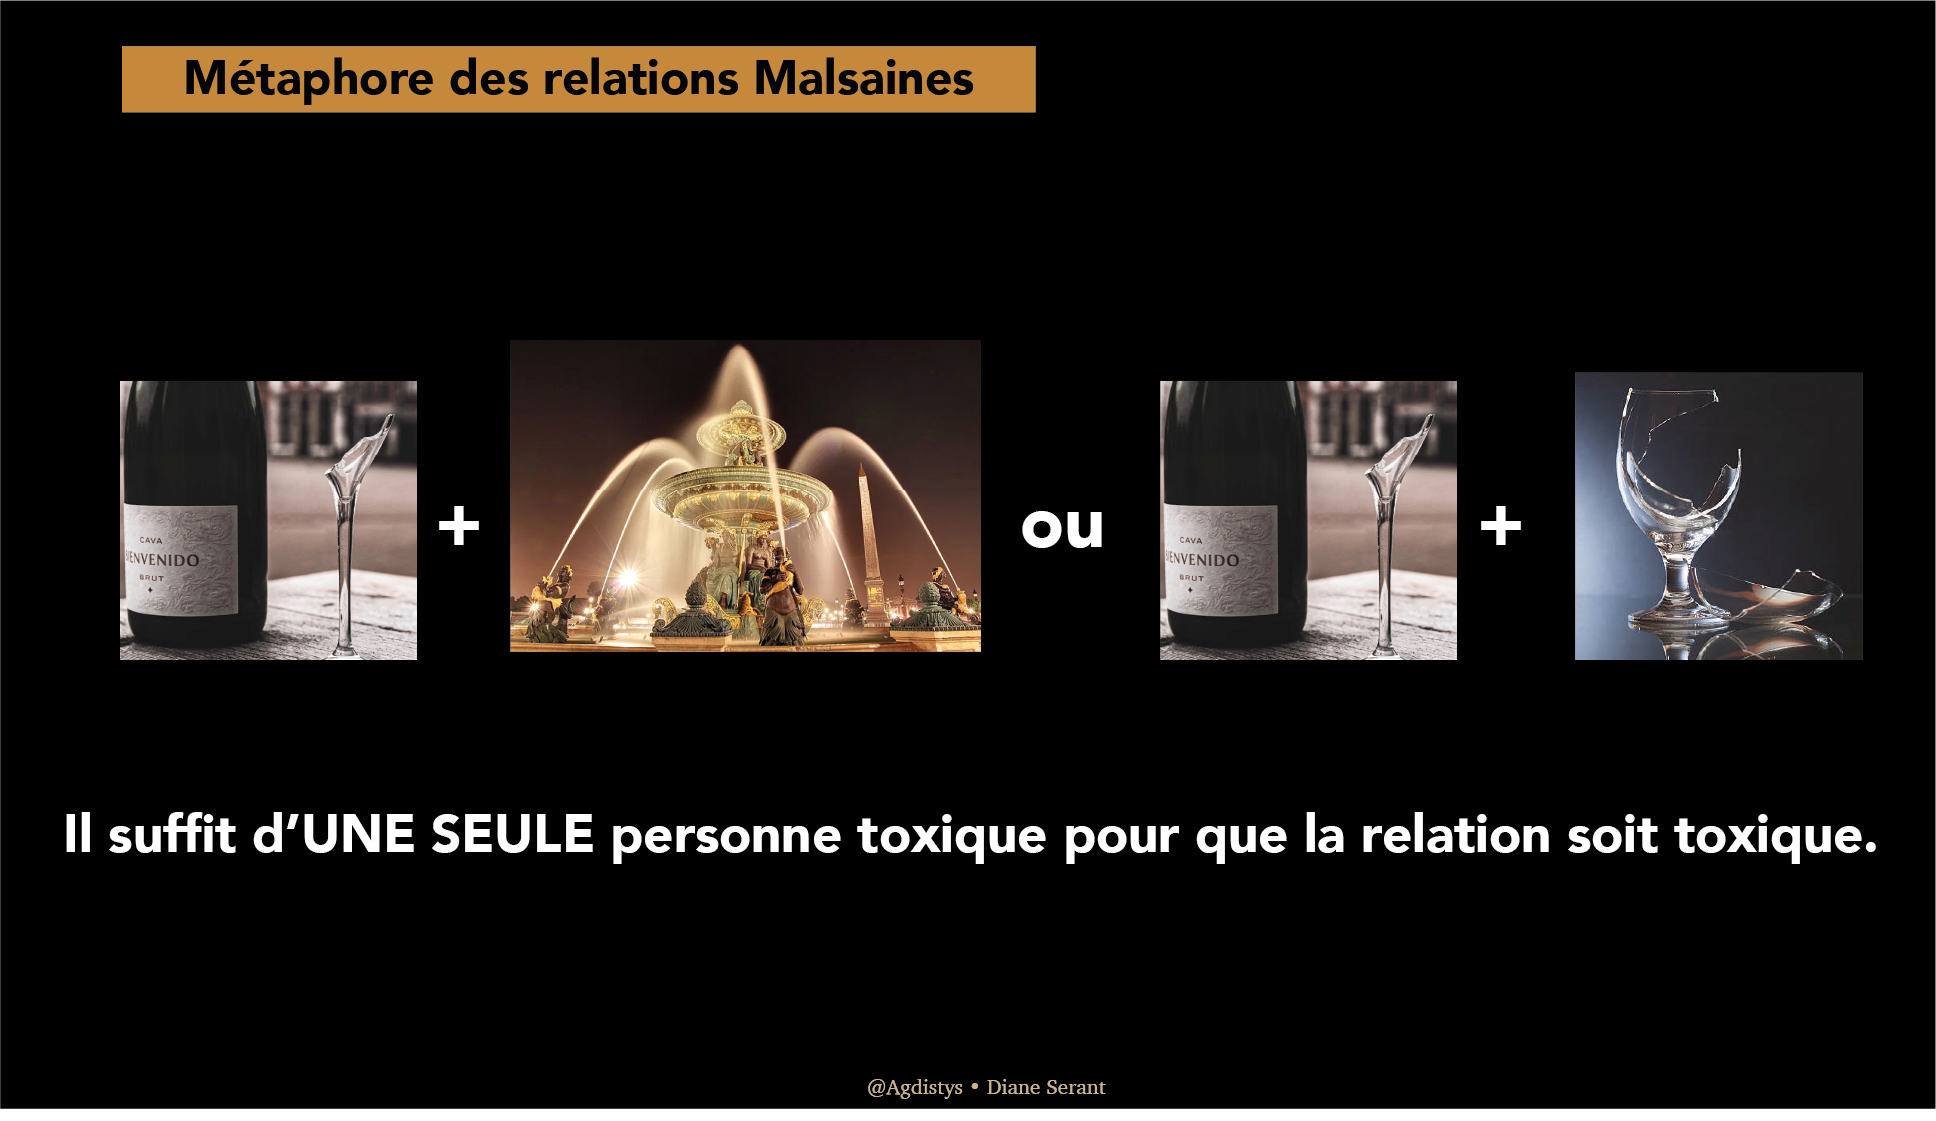 Métaphore des relations Malsaines
CAVA
BIENVENIDO
BRUT
+
ou
CAVA
BIENVENIDO
BRUT
+
Il suffit d’UNE SEULE personne toxique pour que la relation soit toxique.
@Agdistys • Diane Serant